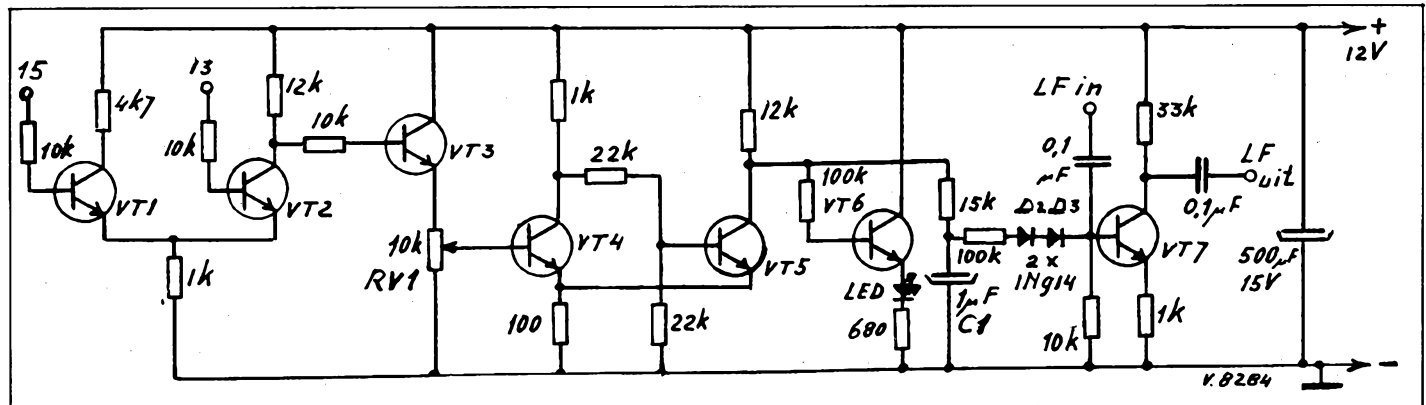 15
10k
4k7
VT1
1k
13
10k
12k
VT2
10k
VT3
10k
RV1
1k
22k
VT4
100
22k
12k
VT5
100k
VT6
LED
680
15k
1µF
C1
100k
D2 D3
2x
1N914
LF in
0,1
µF
10k
33k
VT7
1k
0,1µF
LF
uit
500µF
15V
+
12V
-
V.8284